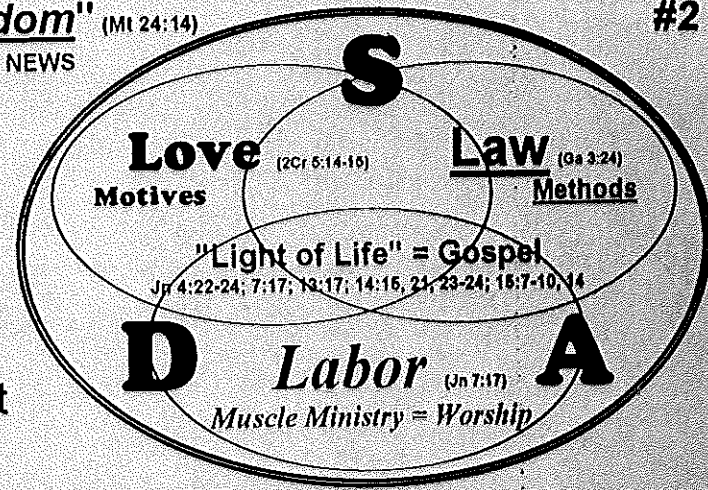 dom" (Mt 24:14)
#2
NEWS
S
Love (2Cr 5:14-15)
Law (Ga 3:24)
Motives
Methods
"Light of Life" = Gospel
Jn 4:22-24; 7:17; 13:17; 14:15, 21, 23-24; 15:7-10, 14
D
A
Labor (Jn 7:17)
t
Muscle Ministry = Worship